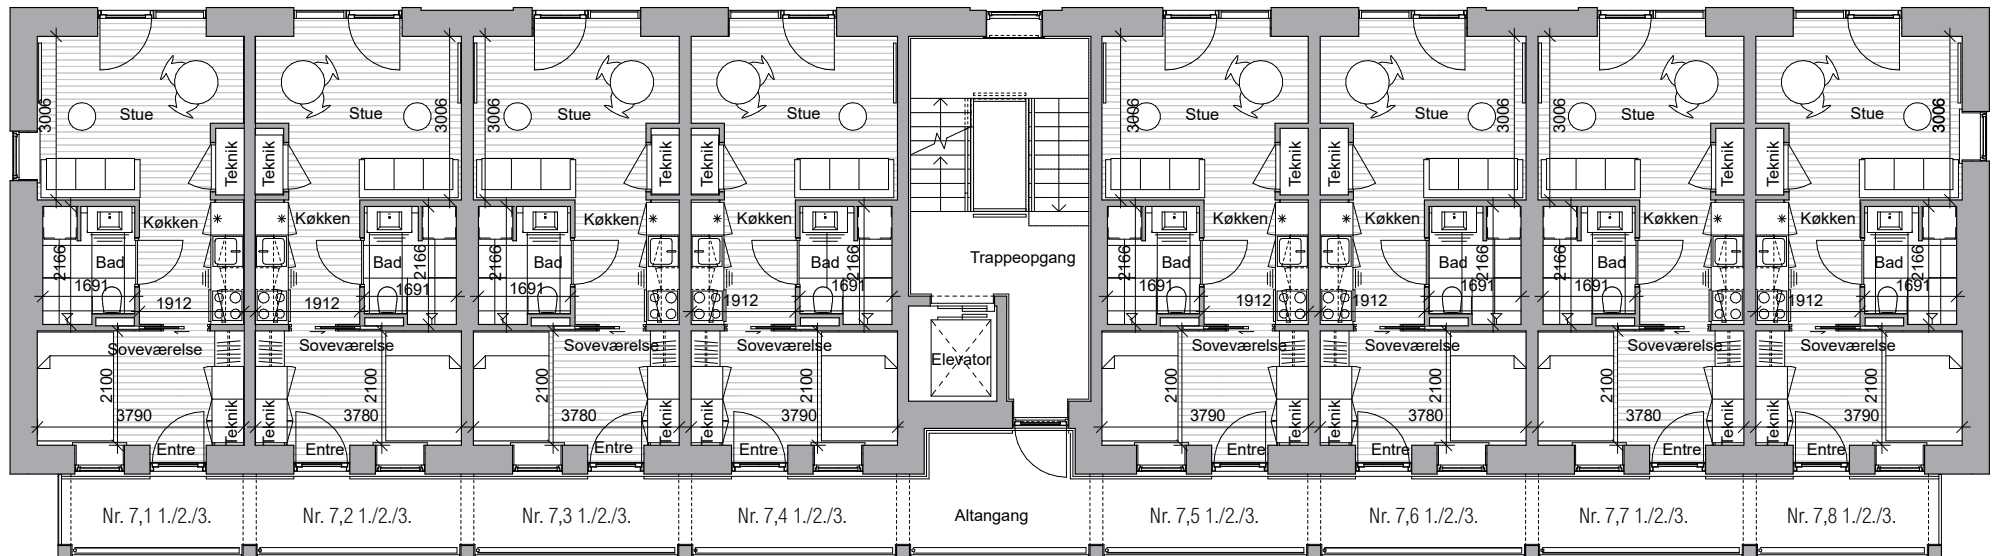 Stue Stue Stue Stue Stue Stue Stue Stue
3006 3006 3006 3006 3006 3006 3006
Teknik Teknik Teknik Teknik Teknik Teknik Teknik Teknik
Køkken Køkken Køkken Køkken Køkken Køkken Køkken Køkken
2166 2166 2166 2166 2166 2166 2166 2166
Bad Bad Bad Bad Bad Bad Bad Bad
Trappeopgang
1691 1691 1691 1691 1691 1691 1691 1691
1912 1912 1912 1912 1912 1912 1912
Soveværelse Soveværelse Soveværelse Soveværelse Soveværelse Soveværelse Soveværelse Soveværelse
Elevator
2100 2100 2100 2100 2100 2100 2100 2100
3790 3780 3780 3790 3790 3780 3780 3790
Teknik Teknik Teknik Teknik Teknik Teknik Teknik Teknik
Entre Entre Entre Entre Entre Entre Entre Entre
Nr. 7,1 1./2./3. Nr. 7,2 1./2./3. Nr. 7,3 1./2./3. Nr. 7,4 1./2./3. Altangang Nr. 7,5 1./2./3. Nr. 7,6 1./2./3. Nr. 7,7 1./2./3. Nr. 7,8 1./2./3.